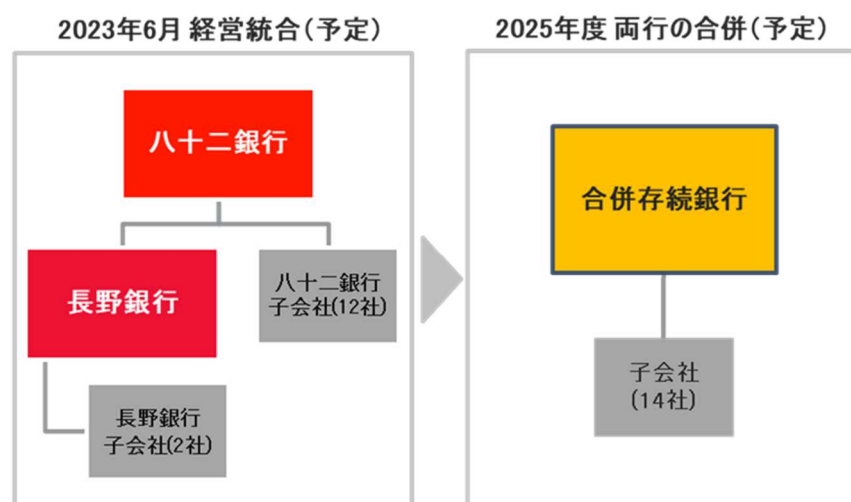 2023年6月 経営統合(予定)
八十二銀行
長野銀行
八十二銀行
子会社(12社)
長野銀行
子会社(2社)
2025年度 両行の合併(予定)
合併存続銀行
子会社
(14社)